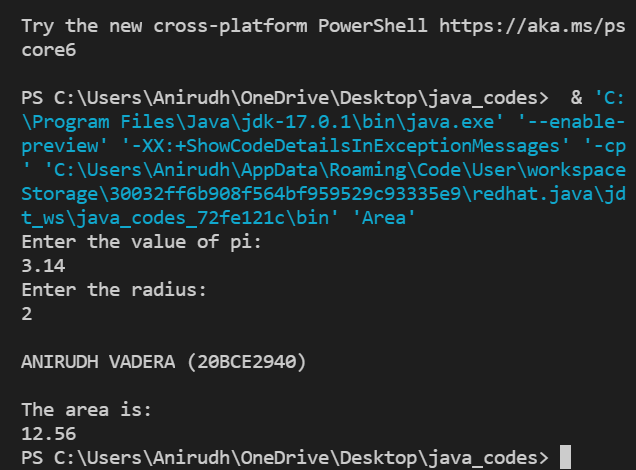 Try the new cross-platform PowerShell https://aka.ms/ps
core6
PS C:\Users\Anirudh\OneDrive\Desktop\java_codes>  & 'C:
\Program Files\Java\jdk-17.0.1\bin\java.exe' '--enable-
preview' '-XX:+ShowCodeDetailsInExceptionMessages' '-cp
' 'C:\Users\Anirudh\AppData\Roaming\Code\User\workspace
Storage\30032ff6b908f564bf959529c93335e9\redhat.java\jd
t_ws\java_codes_72fe121c\bin' 'Area'
Enter the value of pi:
3.14
Enter the radius:
2
ANIRUDH VADERA (20BCE2940)
The area is:
12.56
PS C:\Users\Anirudh\OneDrive\Desktop\java_codes>